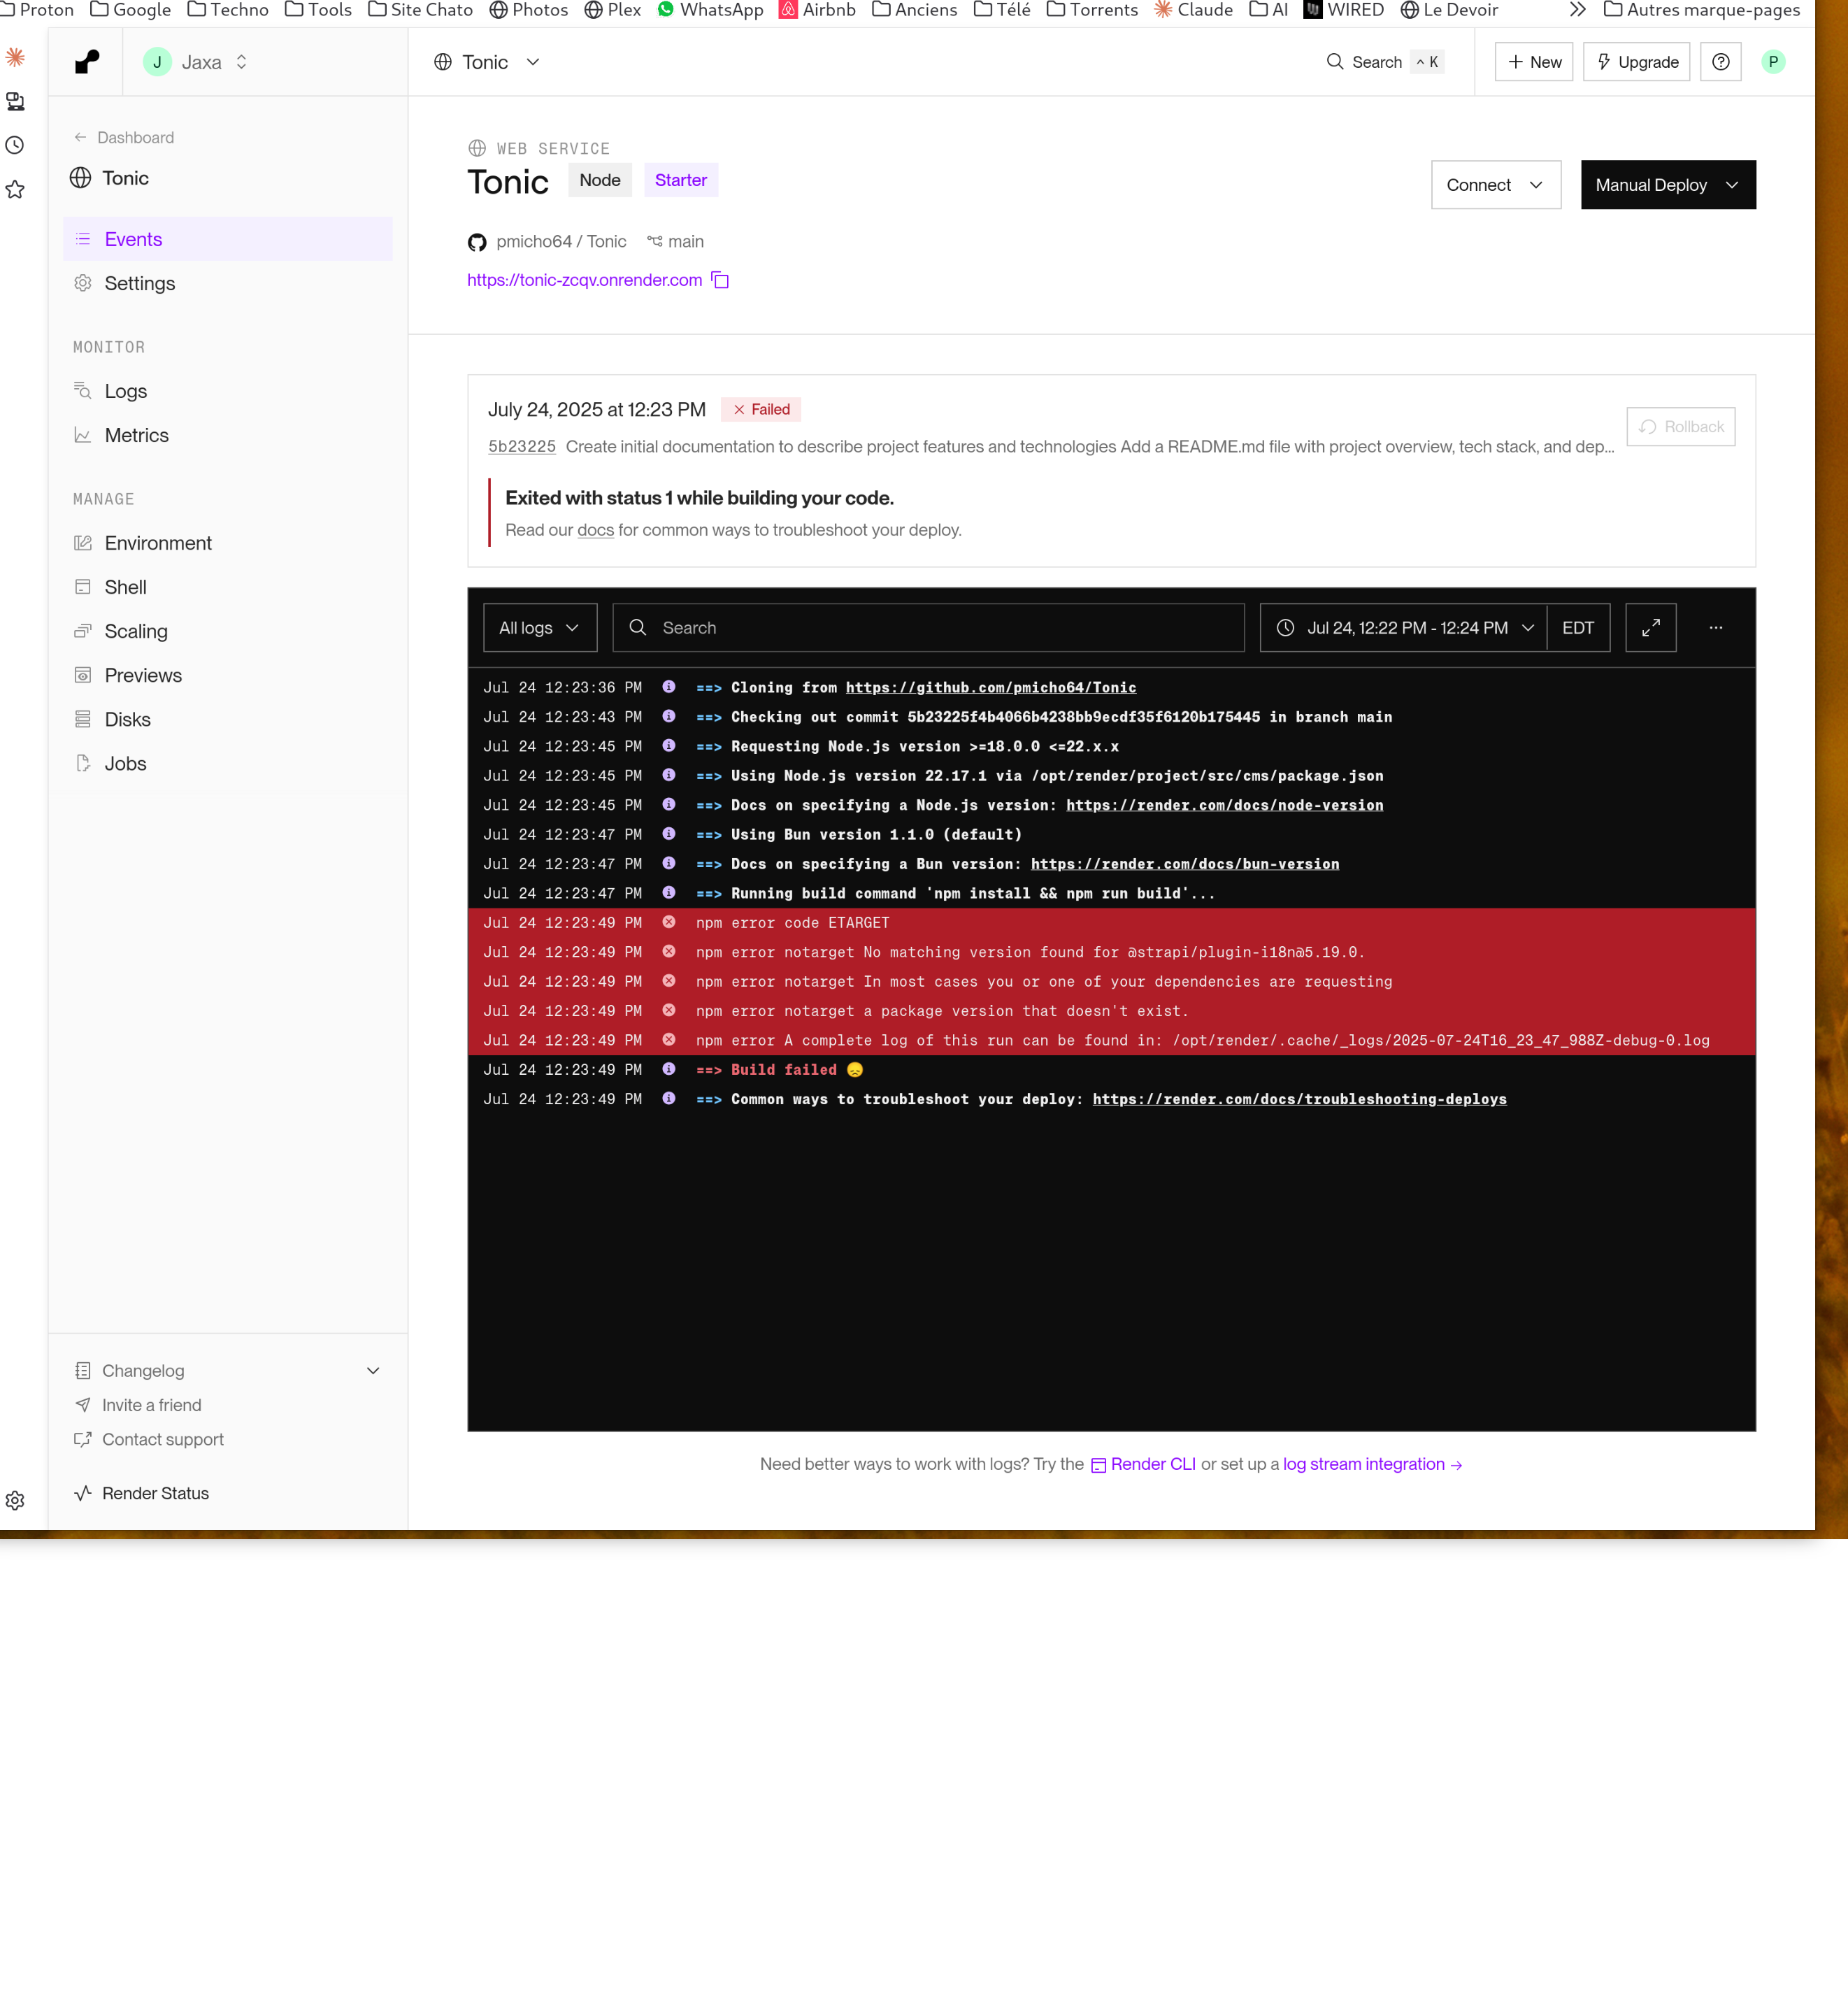 Proton Google Techno Tools Site Chato Photos Plex WhatsApp Airbnb Anciens Télé Torrents Claude AI WIRED Le Devoir Autres marque-pages
J Jaxa
Tonic
Search ^ K
+ New
Upgrade
P
Dashboard
Tonic
Events
Settings
MONITOR
Logs
Metrics
MANAGE
Environment
Shell
Scaling
Previews
Disks
Jobs
Changelog
Invite a friend
Contact support
Render Status
WEB SERVICE
Tonic Node Starter
Connect
Manual Deploy
pmicho64 / Tonic main
https://tonic-zcqv.onrender.com
July 24, 2025 at 12:23 PM Failed
5b23225 Create initial documentation to describe project features and technologies Add a README.md file with project overview, tech stack, and dep...
Rollback
Exited with status 1 while building your code.
Read our docs for common ways to troubleshoot your deploy.
All logs
Search
Jul 24, 12:22 PM - 12:24 PM EDT
...
Jul 24 12:23:36 PM ==> Cloning from https://github.com/pmicho64/Tonic
Jul 24 12:23:43 PM ==> Checking out commit 5b23225f4b4066b4238bb9ecdf35f6120b175445 in branch main
Jul 24 12:23:45 PM ==> Requesting Node.js version >=18.0.0 <=22.x.x
Jul 24 12:23:45 PM ==> Using Node.js version 22.17.1 via /opt/render/project/src/cms/package.json
Jul 24 12:23:45 PM ==> Docs on specifying a Node.js version: https://render.com/docs/node-version
Jul 24 12:23:47 PM ==> Using Bun version 1.1.0 (default)
Jul 24 12:23:47 PM ==> Docs on specifying a Bun version: https://render.com/docs/bun-version
Jul 24 12:23:47 PM ==> Running build command 'npm install && npm run build'...
Jul 24 12:23:49 PM npm error code ETARGET
Jul 24 12:23:49 PM npm error notarget No matching version found for @strapi/plugin-i18n@5.19.0.
Jul 24 12:23:49 PM npm error notarget In most cases you or one of your dependencies are requesting
Jul 24 12:23:49 PM npm error notarget a package version that doesn't exist.
Jul 24 12:23:49 PM npm error A complete log of this run can be found in: /opt/render/.cache/_logs/2025-07-24T16_23_47_988Z-debug-0.log
Jul 24 12:23:49 PM ==> Build failed 😞
Jul 24 12:23:49 PM ==> Common ways to troubleshoot your deploy: https://render.com/docs/troubleshooting-deploys
Need better ways to work with logs? Try the Render CLI or set up a log stream integration →